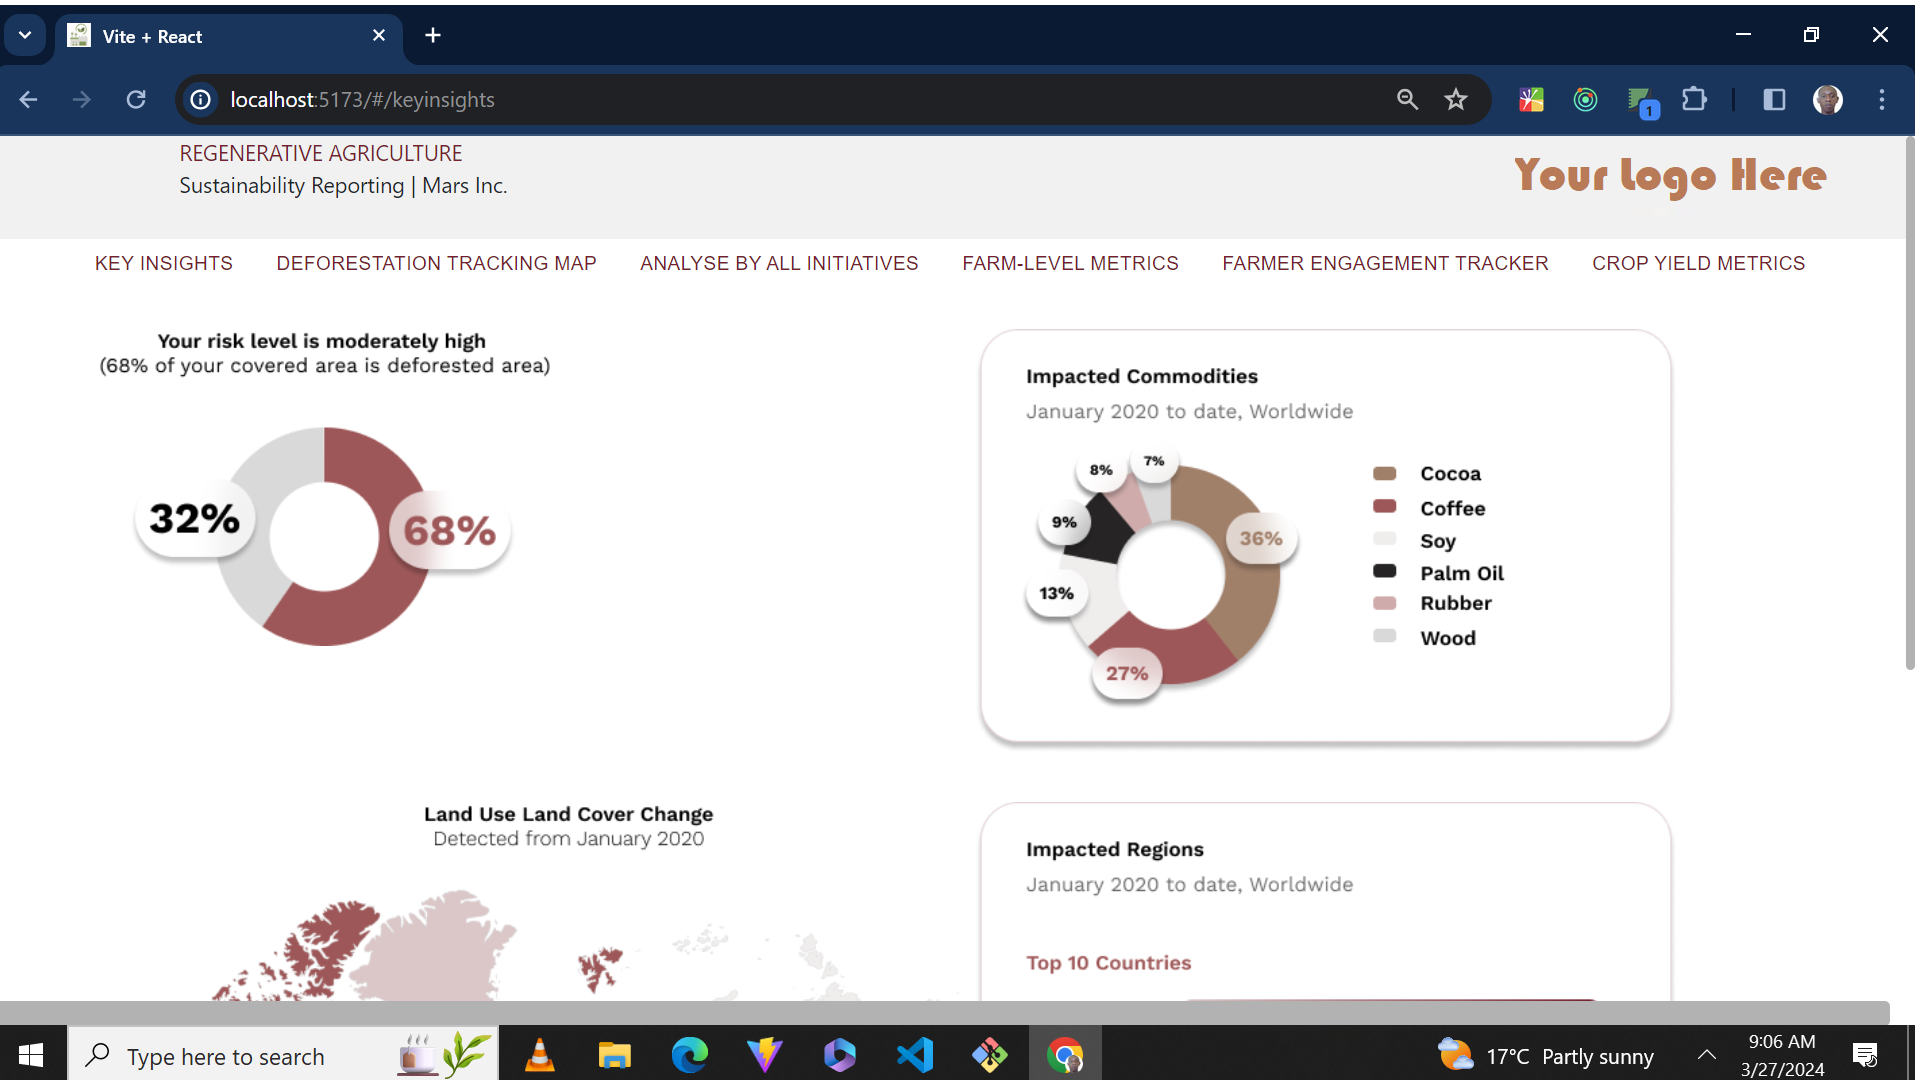 Vite + React
localhost:5173/#/keyinsights
1
REGENERATIVE AGRICULTURE
Sustainability Reporting | Mars Inc.
Your Logo Here
KEY INSIGHTS
DEFORESTATION TRACKING MAP
ANALYSE BY ALL INITIATIVES
FARM-LEVEL METRICS
FARMER ENGAGEMENT TRACKER
CROP YIELD METRICS
Your risk level is moderately high
(68% of your covered area is deforested area)
32%
68%
Impacted Commodities
January 2020 to date, Worldwide
7%
8%
9%
36%
13%
27%
Cocoa
Coffee
Soy
Palm Oil
Rubber
Wood
Land Use Land Cover Change
Detected from January 2020
Impacted Regions
January 2020 to date, Worldwide
Top 10 Countries
Type here to search
17°C Partly sunny
9:06 AM
3/27/2024